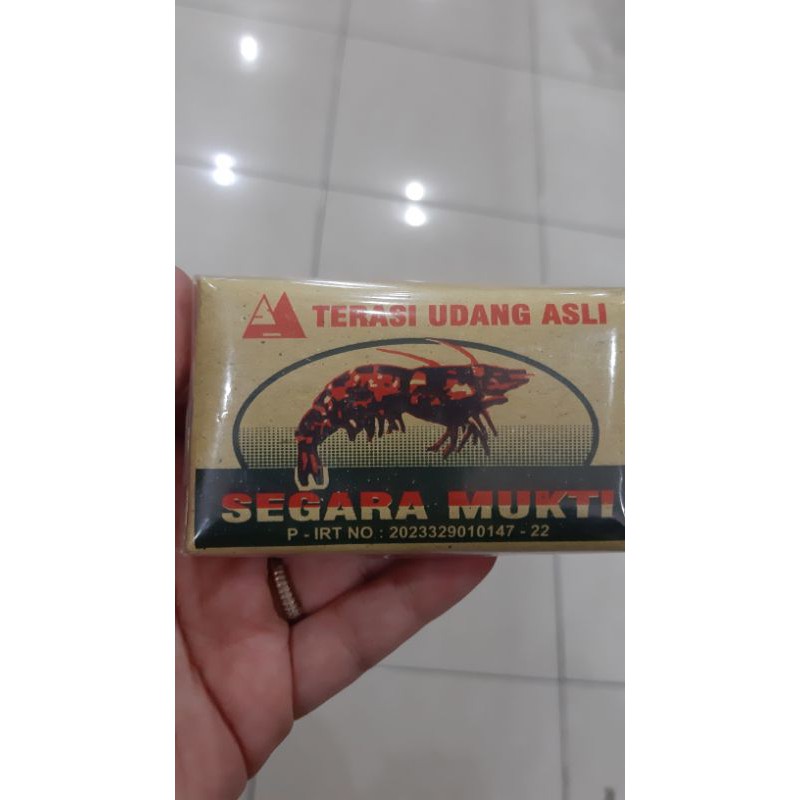 TERASI UDANG ASLI
SEGARA MUKTI
P - IRT NO : 2023329010147 - 22